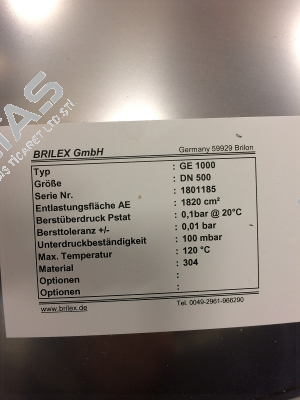 BRILEX GmbH Germany 59929 Brilon
Typ : GE 1000
Größe : DN 500
Serie Nr. : 1801185
Entlastungsfläche AE : 1820 cm²
Berstüberdruck Pstat : 0,1bar @ 20°C
Bersttoleranz +/- : 0,01 bar
Unterdruckbeständigkeit : 100 mbar
Max. Temperatur : 120 °C
Material : 304
Optionen :
Optionen :
www.brilex.de Tel. 0049-2961-966290
LTD ŞTİ